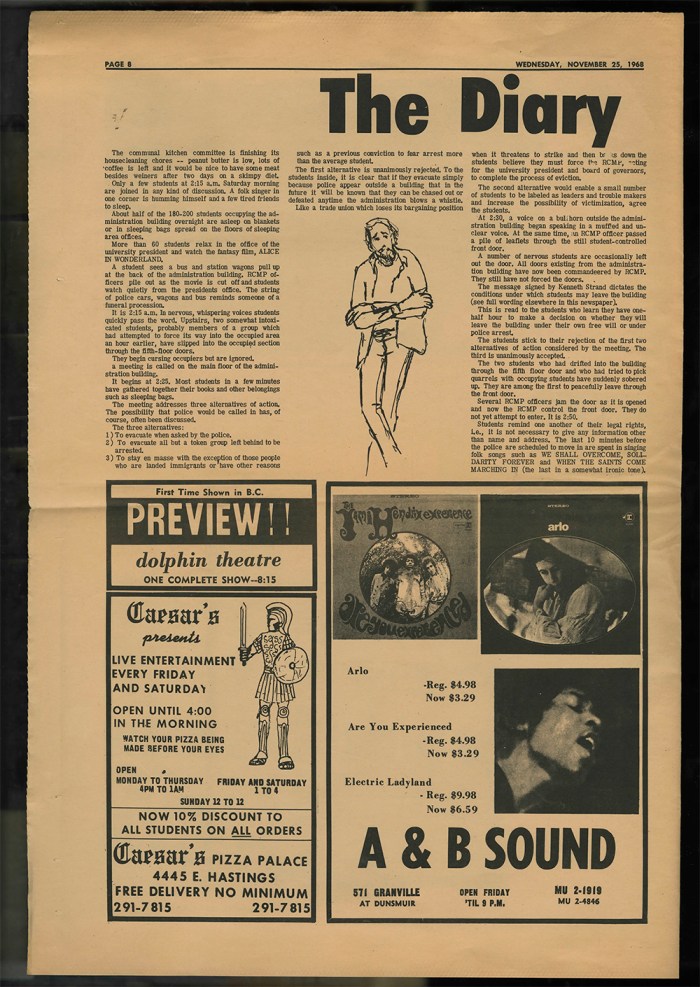 PAGE 8
WEDNESDAY, NOVEMBER 25, 1968
The Diary
The communal kitchen committee is finishing its
housecleaning chores -- peanut butter is low, lots of
coffee is left and it would be nice to have some meat
besides weiners after two days on a skimpy diet.
Only a few students at 2:15 a.m. Saturday morning
are joined in any kind of discussion. A folk singer in
one corner is humming himself and a few tired friends
to sleep.
About half of the 180-200 students occupying the ad-
ministration building overnight are asleep on blankets
or in sleeping bags spread on the floors of sleeping
area offices.
More than 60 students relax in the office of the
university president and watch the fantasy film, ALICE
IN WONDERLAND.
A student sees a bus and station wagons pull up
at the back of the administration building. RCMP of-
ficers pile out as the movie is cut off and students
watch quietly from the presidents office. The string
of police cars, wagons and bus reminds someone of a
funeral procession.
It is 2:15 a.m. In nervous, whispering voices students
quickly pass the word. Upstairs, two somewhat intoxi-
cated students, probably members of a group which
had attempted to force its way into the occupied area
an hour earlier, have slipped into the occupied section
through the fifth-floor doors.
They begin cursing occupiers but are ignored.
a meeting is called on the main floor of the admini-
stration building.
It begins at 2:25. Most students in a few minutes
have gathered together their books and other belongings
such as sleeping bags.
The meeting addresses three alternatives of action.
The possibility that police would be called in has, of
course, often been discussed.
The three alternatives:
1) To evacuate when asked by the police.
2) To evacuate all but a token group left behind to be
arrested.
3) To stay en masse with the exception of those people
who are landed immigrants or have other reasons
such as a previous conviction to fear arrest more
than the average student.
The first alternative is unanimously rejected. To the
students inside, it is clear that if they evacuate simply
because police appear outside a building that in the
future it will be known that they can be chased out or
defeated anytime the administration blows a whistle.
Like a trade union which loses its bargaining position
when it threatens to strike and then down the
students believe they must force the RCMP,
for the university president and board of governors,
to complete the process of eviction.
The second alternative would enable a small number
of students to be labeled as leaders and trouble makers
and increase the possibility of victimization, agree
the students.
At 2:30, a voice on a bullhorn outside the admini-
stration building began speaking in a muffled and un-
clear voice. At the same time, an RCMP officer passed
a pile of leaflets through the still student-controlled
front door.
A number of nervous students are occasionally left
out the door. All doors existing from the administra-
tion building have now been commandeered by RCMP.
They still have not forced the doors.
The message signed by Kenneth Strand dictates the
conditions under which students may leave the building
(see full wording elsewhere in this newspaper).
This is read to the students who learn they have one-
half hour to make a decision on whether they will
leave the building under their own free will or under
police arrest.
The students stick to their rejection of the first two
alternatives of action considered by the meeting. The
third is unanimously accepted.
The two students who had drifted into the building
through the fifth floor door and who had tried to pick
quarrels with occupying students have suddenly sobered
up. They are among the first to peacefully leave through
the front door.
Several RCMP officers jam the door as it is opened
and now the RCMP control the front door. They do
not yet attempt to enter. It is 2:50.
Students remind one another of their legal rights,
i.e., it is not necessary to give any information other
than name and address. The last 10 minutes before
the police are scheduled to move in are spent in singing
folk songs such as WE SHALL OVERCOME, SOLI-
DARITY FOREVER and WHEN THE SAINTS COME
MARCHING IN (the last in a somewhat ironic tone).
First Time Shown in B.C.
PREVIEW!!
dolphin theatre
ONE COMPLETE SHOW—8:15
Caesar's
presents
LIVE ENTERTAINMENT
EVERY FRIDAY
AND SATURDAY
OPEN UNTIL 4:00
IN THE MORNING
WATCH YOUR PIZZA BEING
MADE BEFORE YOUR EYES
OPEN
MONDAY TO THURSDAY
4PM TO 1AM
FRIDAY AND SATURDAY
1 TO 4
SUNDAY 12 TO 12
NOW 10% DISCOUNT TO
ALL STUDENTS ON ALL ORDERS
Caesar's PIZZA PALACE
4445 E. HASTINGS
FREE DELIVERY NO MINIMUM
291-7815 291-7815
STEREO
The Jimi Hendrix experience
are you experienced
STEREO
arlo
Arlo
-Reg. $4.98
Now $3.29
Are You Experienced
-Reg. $4.98
Now $3.29
Electric Ladyland
- Reg. $9.98
Now $6.59
A & B SOUND
571 GRANVILLE
AT DUNSMUIR
OPEN FRIDAY
'TIL 9 P.M.
MU 2-1919
MU 2-4846